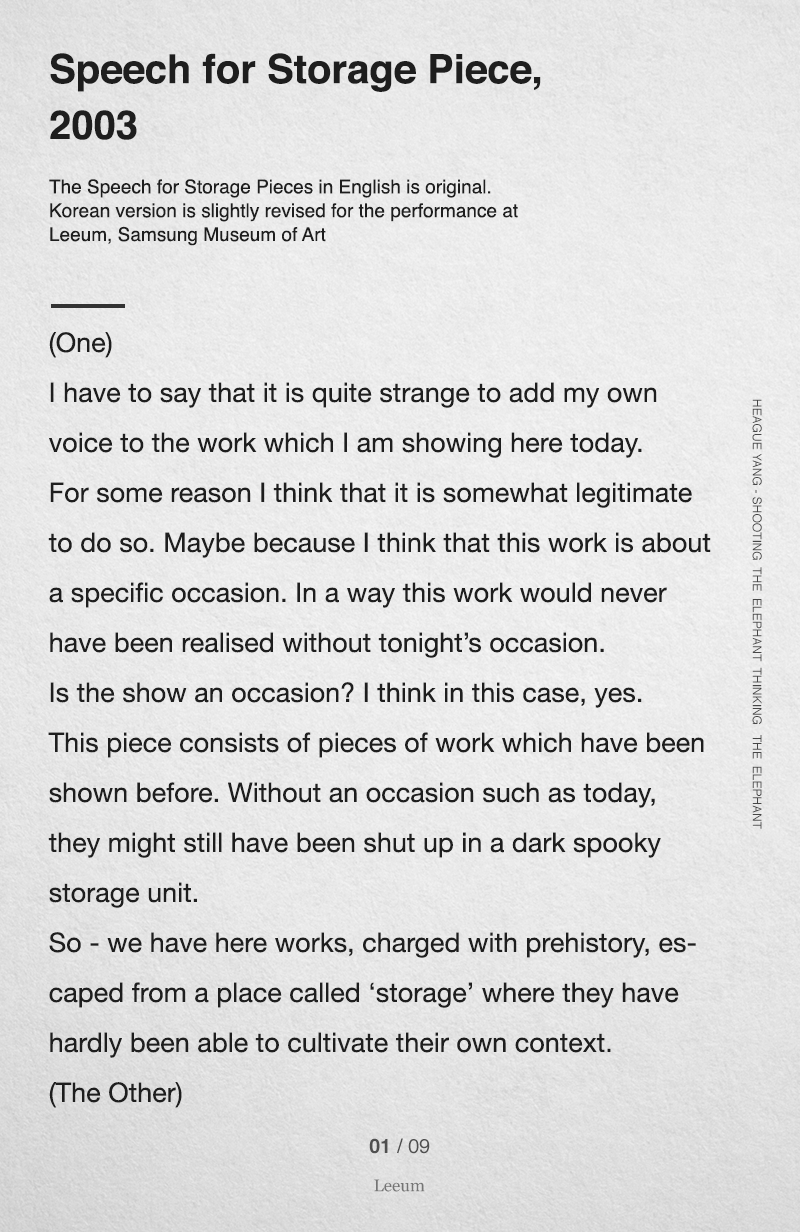 Speech for Storage Piece,
2003
The Speech for Storage Pieces in English is original.
Korean version is slightly revised for the performance at
Leeum, Samsung Museum of Art
(One)
I have to say that it is quite strange to add my own
voice to the work which I am showing here today.
For some reason I think that it is somewhat legitimate
to do so. Maybe because I think that this work is about
a specific occasion. In a way this work would never
have been realised without tonight’s occasion.
Is the show an occasion? I think in this case, yes.
This piece consists of pieces of work which have been
shown before. Without an occasion such as today,
they might still have been shut up in a dark spooky
storage unit.
So - we have here works, charged with prehistory, es-
caped from a place called ‘storage’ where they have
hardly been able to cultivate their own context.
(The Other)
HEAGUE YANG - SHOOTING THE ELEPHANT THINKING THE ELEPHANT
01 / 09
Leeum